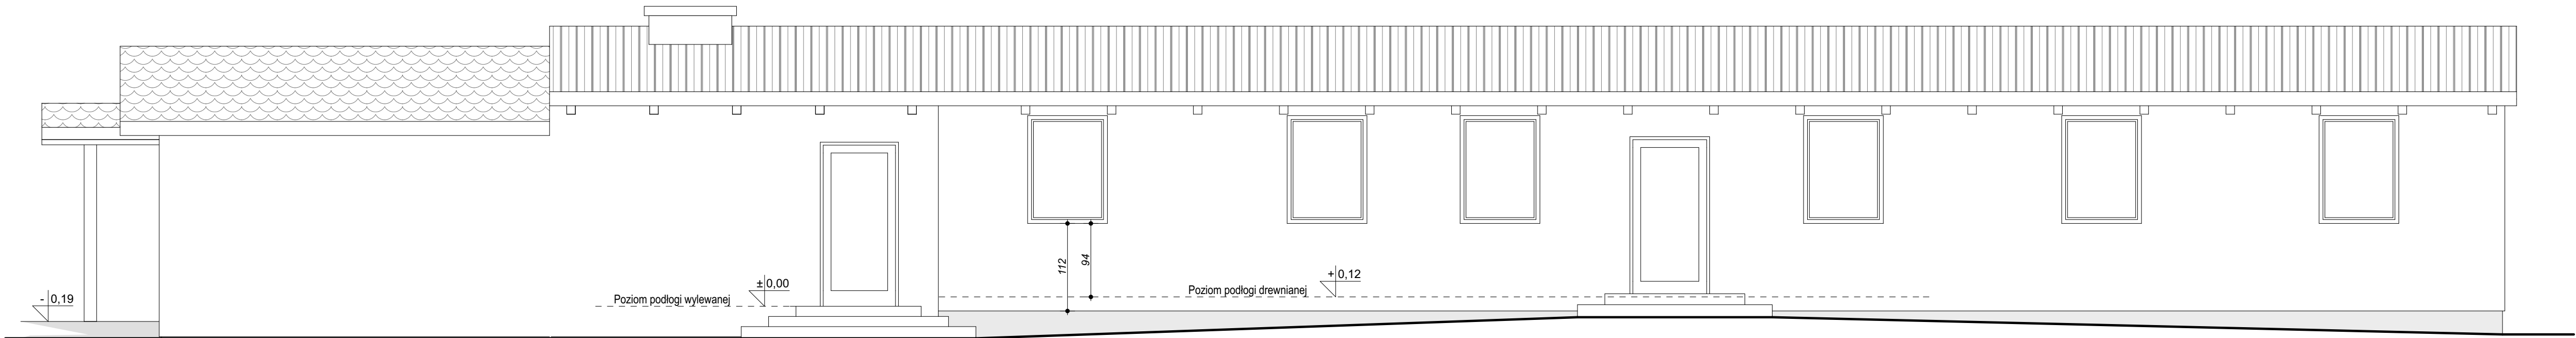 - 0,19
Poziom podłogi wylewanej
± 0,00
112
94
Poziom podłogi drewnianej
+ 0,12